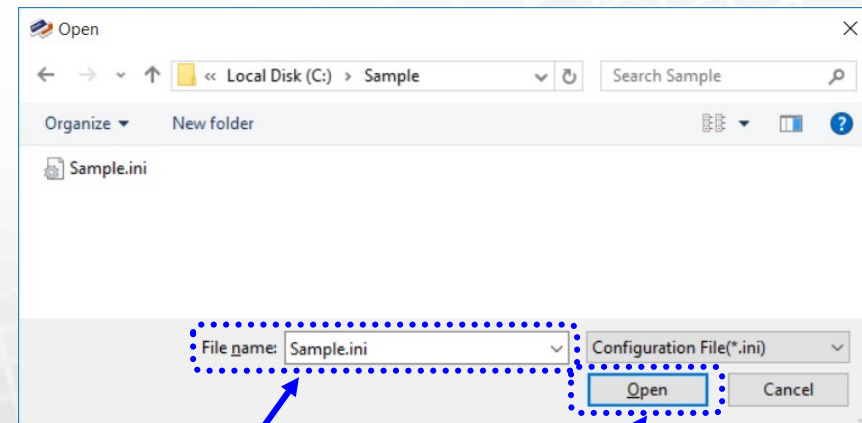 Open
« Local Disk (C:) › Sample
Search Sample
Organize
New folder
?
Sample.ini
File name: Sample.ini
Configuration File(*.ini)
Open
Cancel